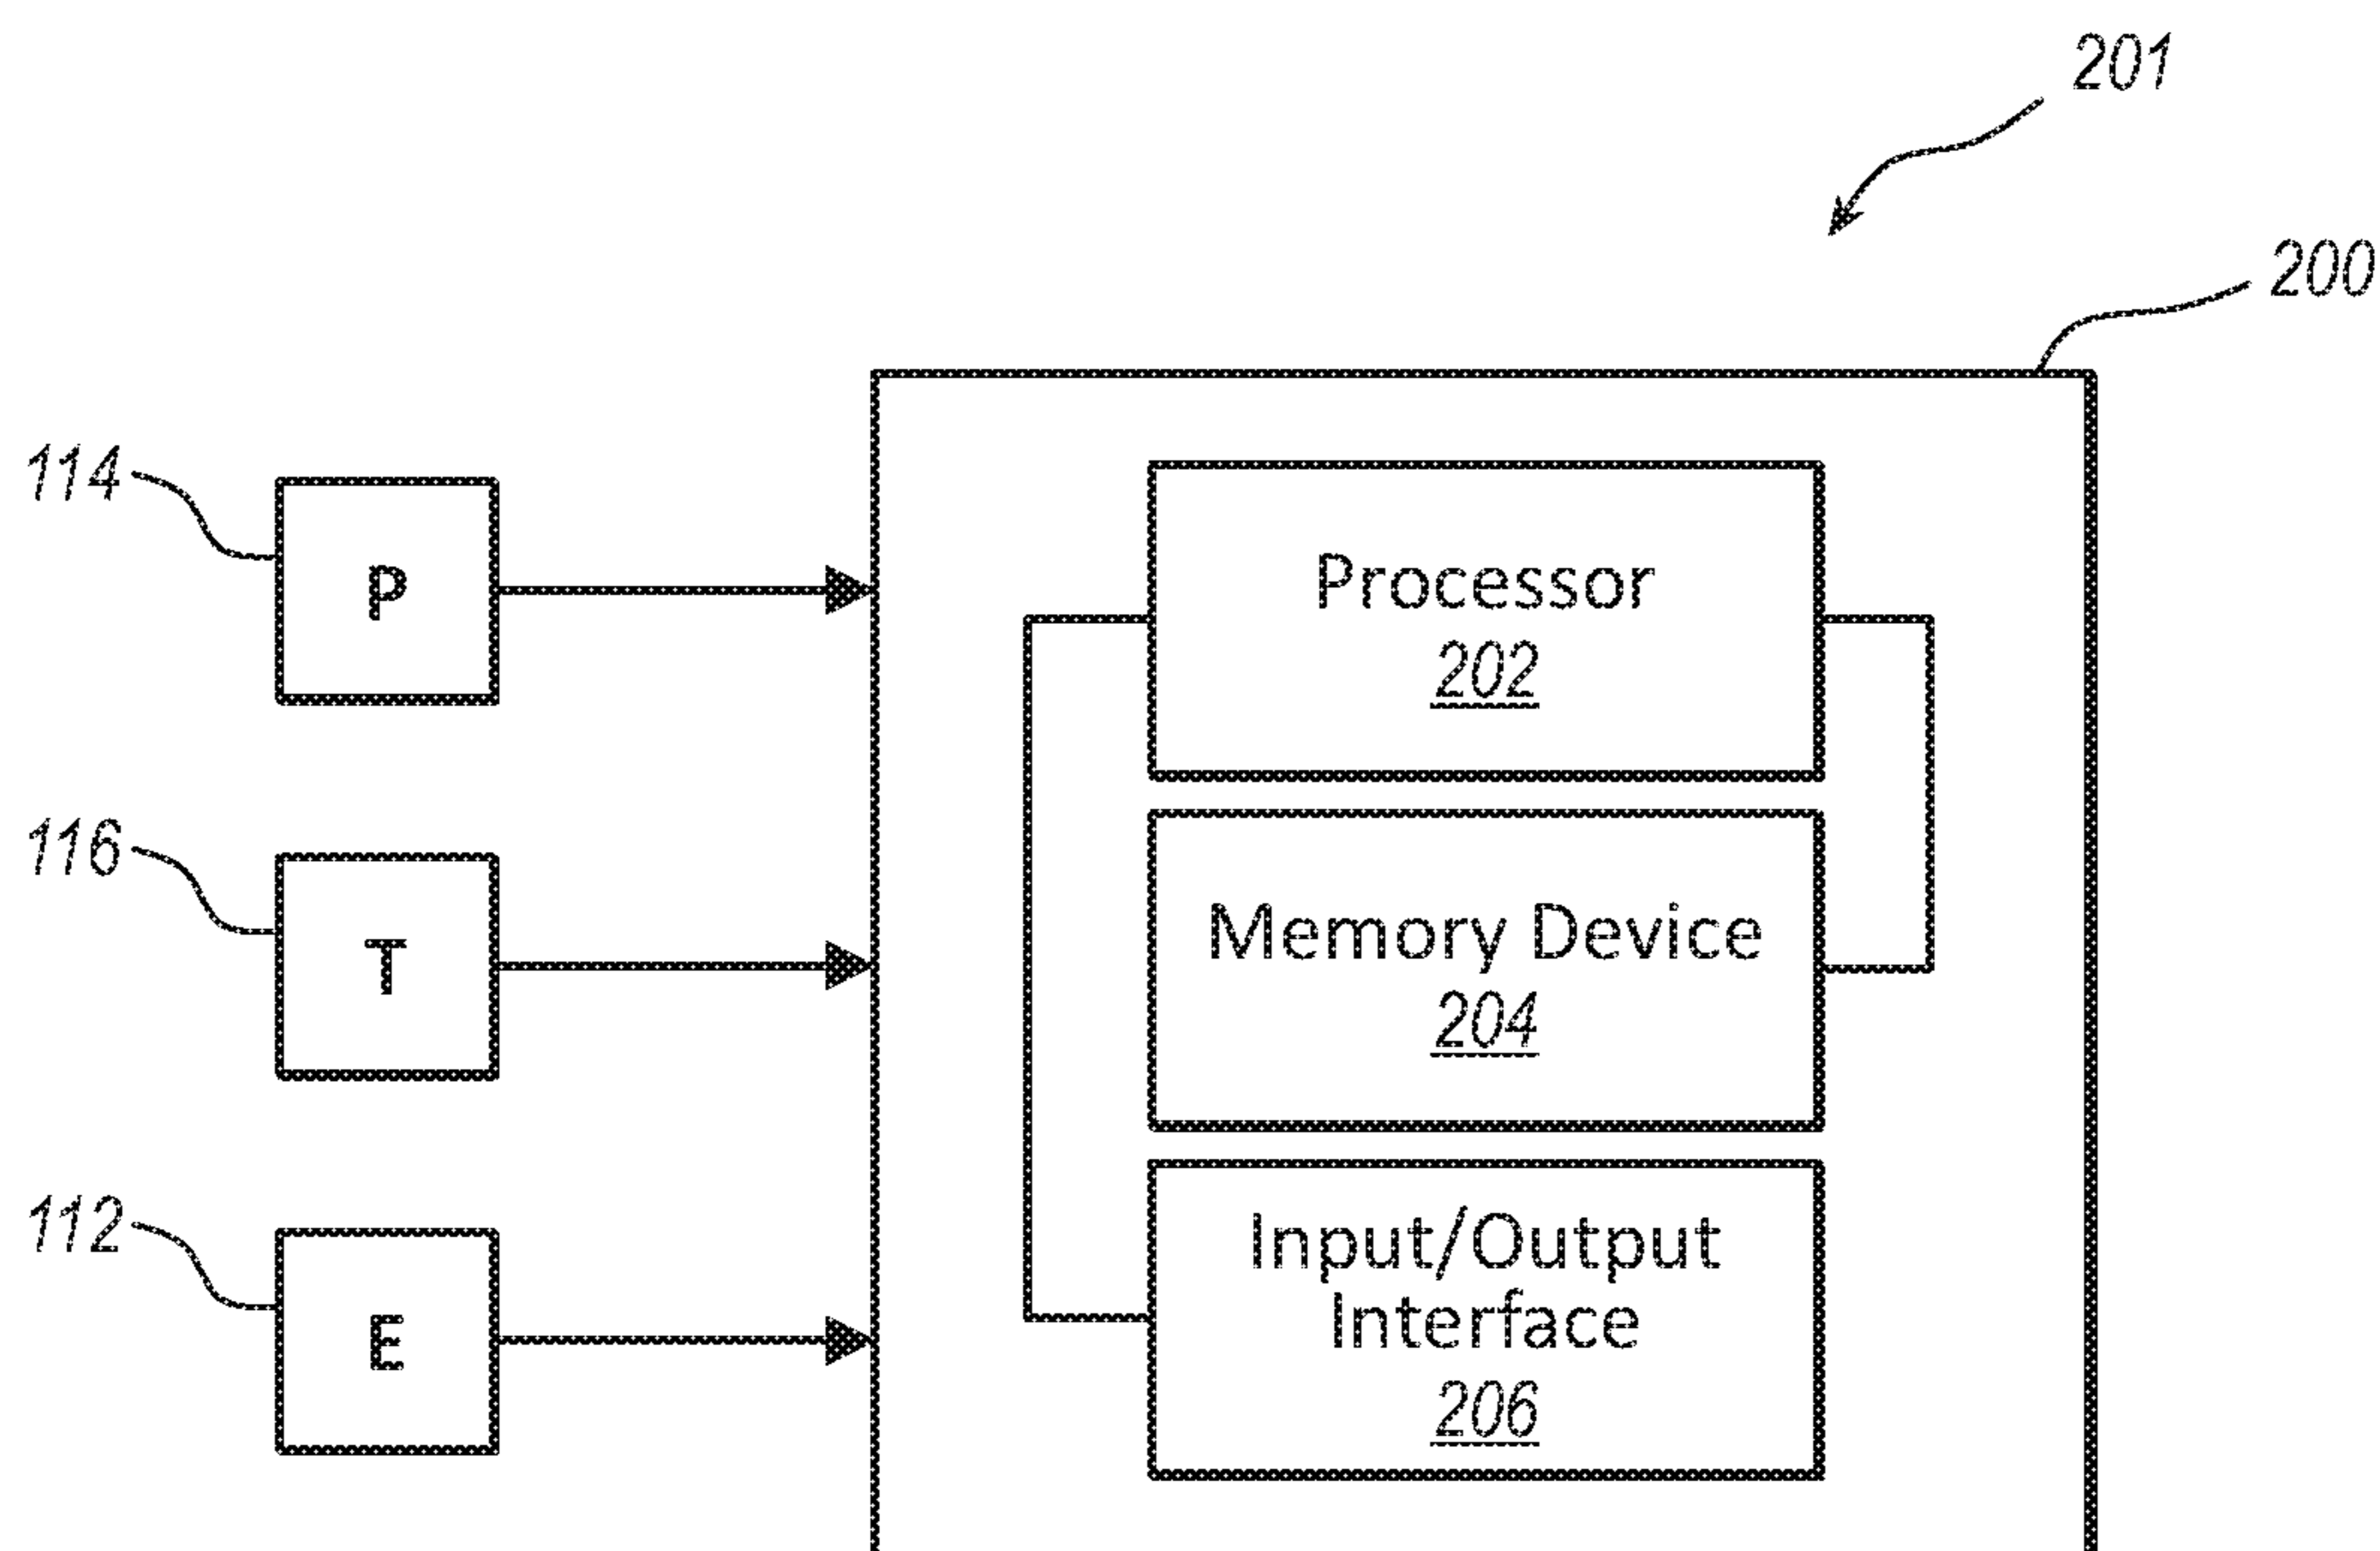 201
200
114
P
Processor
202
116
T
Memory Device
204
112
E
Input/Output
Interface
206